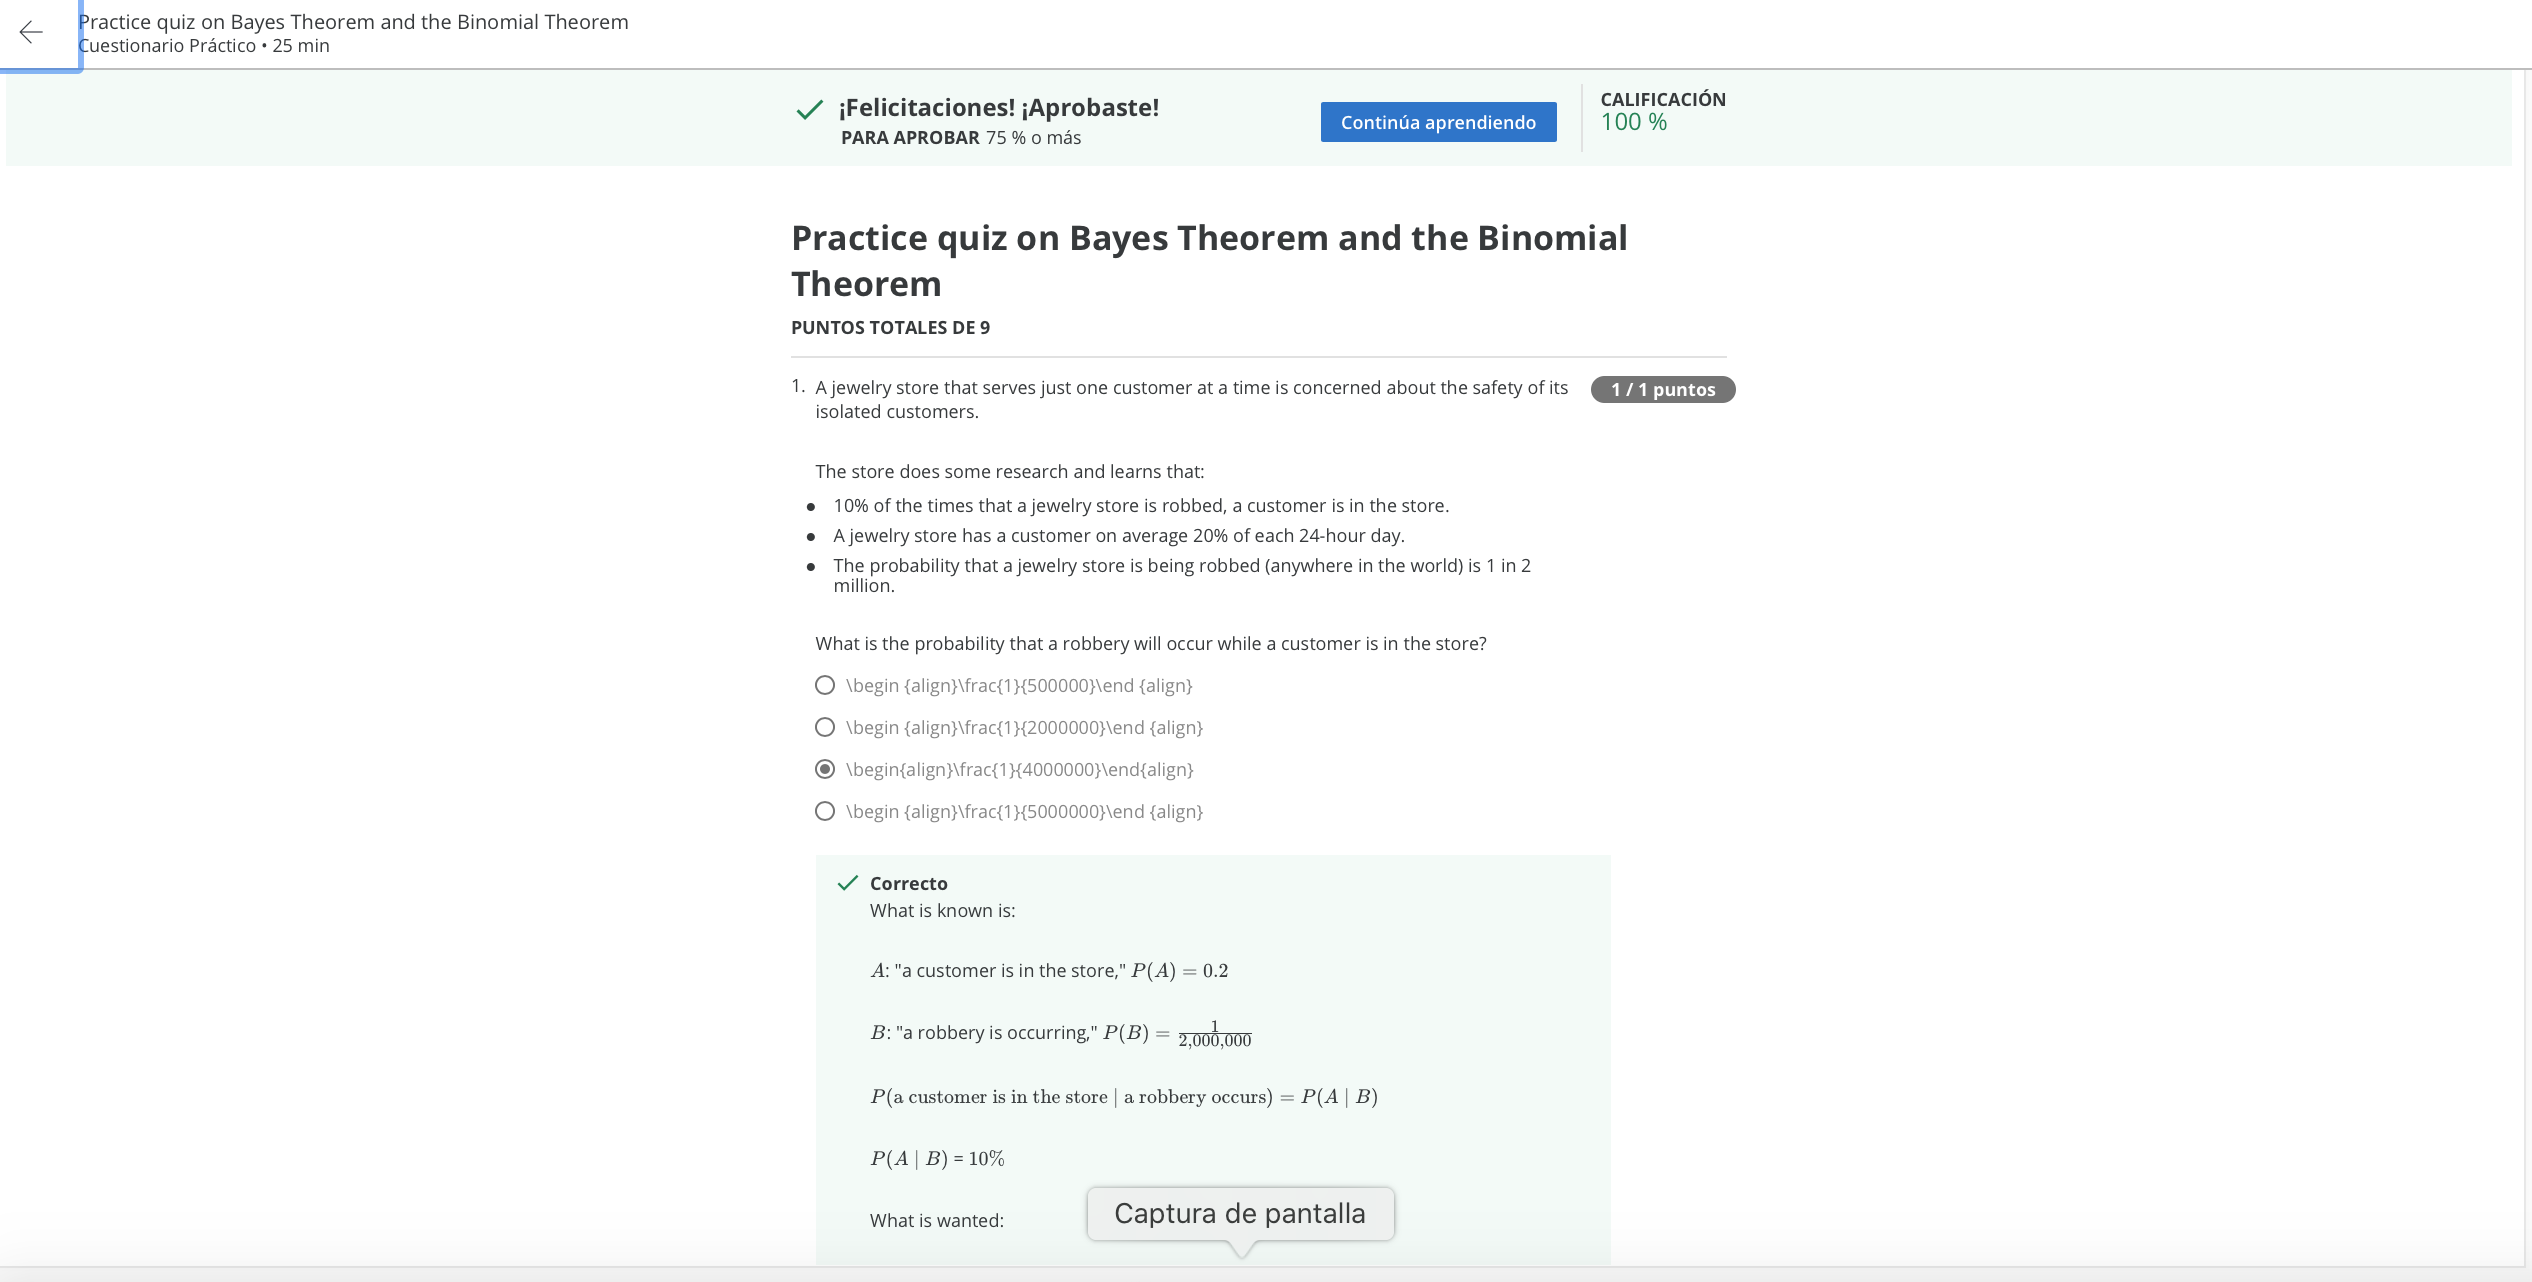 Practice quiz on Bayes Theorem and the Binomial Theorem
Cuestionario Práctico • 25 min
¡Felicitaciones! ¡Aprobaste!
PARA APROBAR 75 % o más
Continúa aprendiendo
CALIFICACIÓN
100 %
Practice quiz on Bayes Theorem and the Binomial
Theorem
PUNTOS TOTALES DE 9
1. A jewelry store that serves just one customer at a time is concerned about the safety of its
isolated customers.
1 / 1 puntos
The store does some research and learns that:
● 10% of the times that a jewelry store is robbed, a customer is in the store.
● A jewelry store has a customer on average 20% of each 24-hour day.
● The probability that a jewelry store is being robbed (anywhere in the world) is 1 in 2
million.
What is the probability that a robbery will occur while a customer is in the store?
\begin {align}\frac{1}{500000}\end {align}
\begin {align}\frac{1}{2000000}\end {align}
\begin{align}\frac{1}{4000000}\end{align}
\begin {align}\frac{1}{5000000}\end {align}
Correcto
What is known is:
A: "a customer is in the store," P(A) = 0.2
B: "a robbery is occurring," P(B) = 1/2,000,000
P(a customer is in the store | a robbery occurs) = P(A | B)
P(A | B) = 10%
What is wanted:
Captura de pantalla